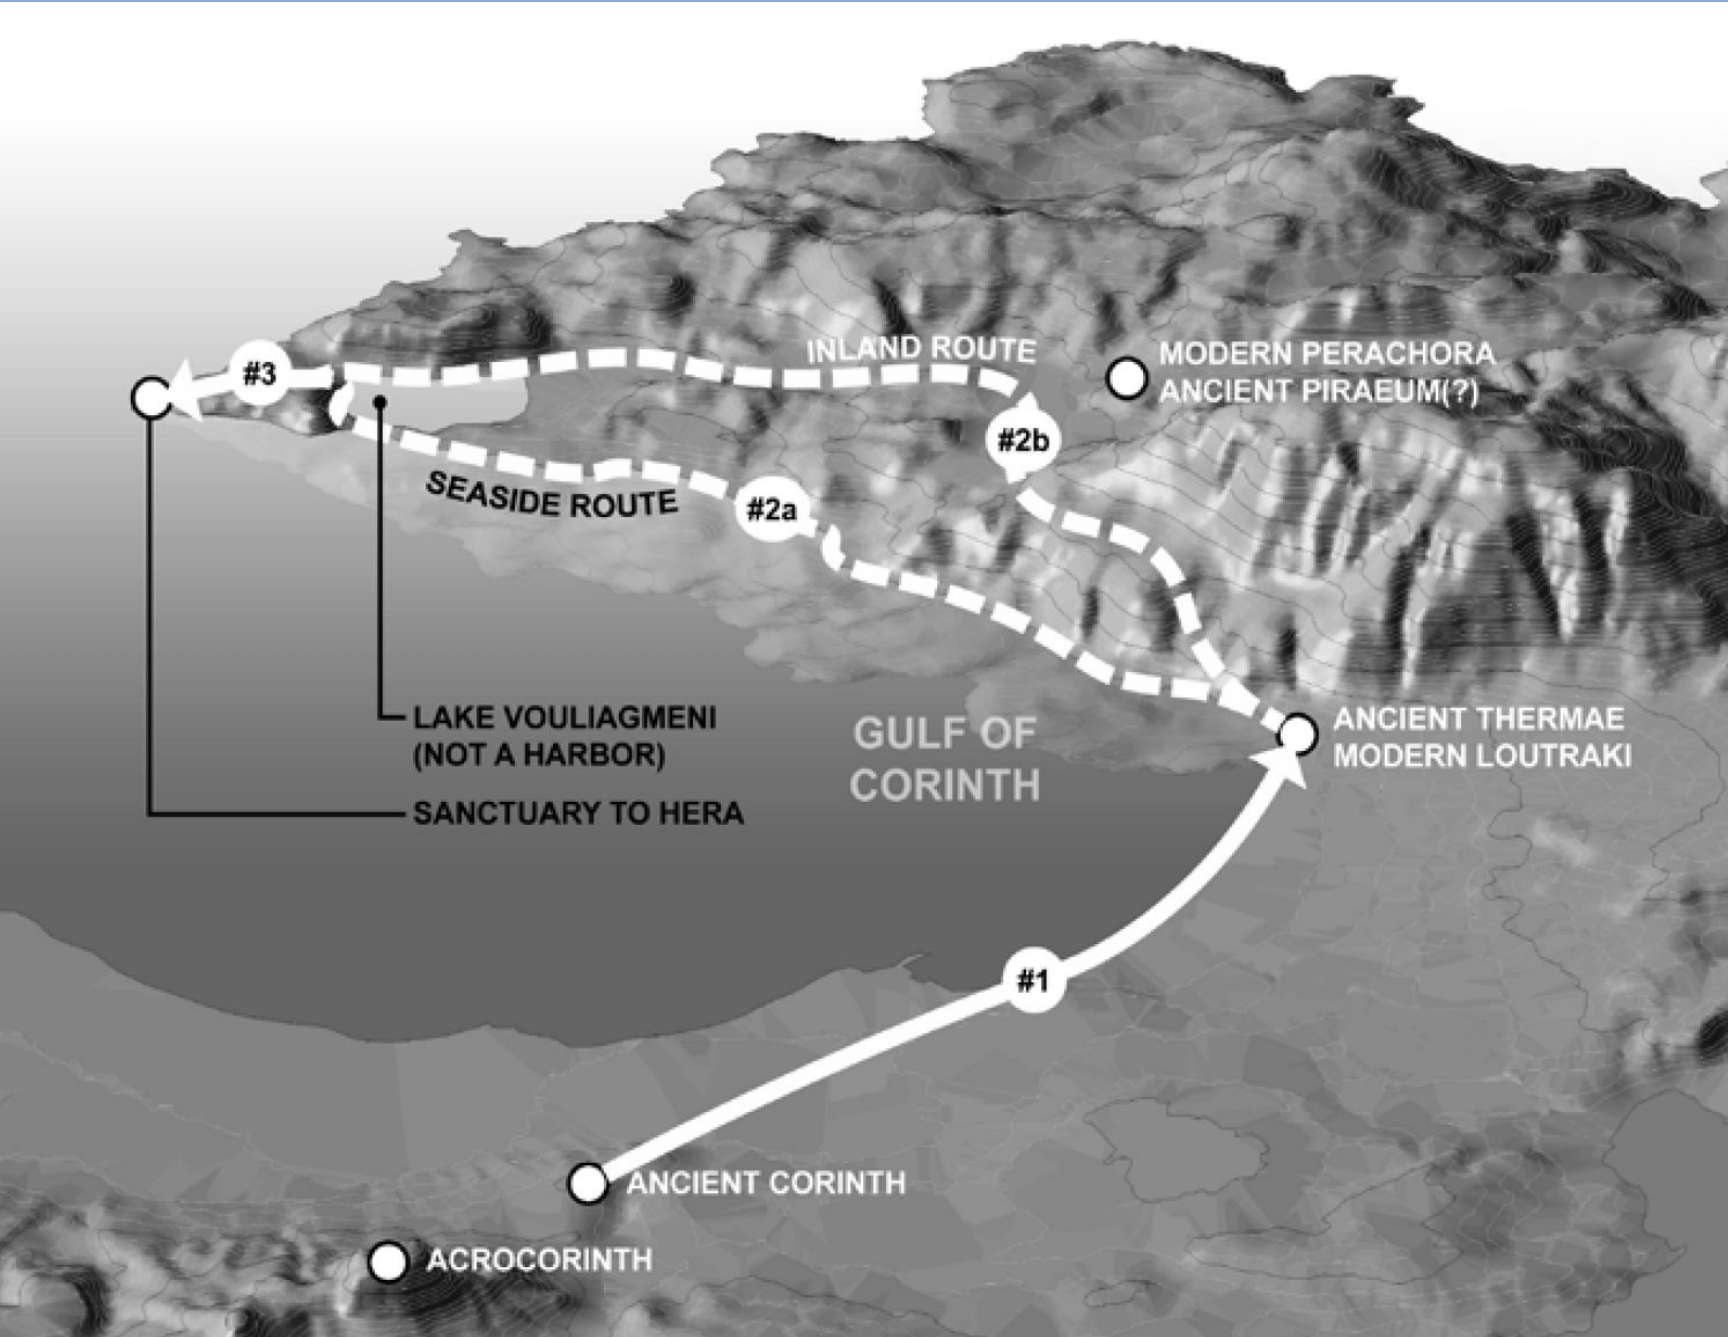 INLAND ROUTE
#3
MODERN PERACHORA
ANCIENT PIRAEUM(?)
#2b
SEASIDE ROUTE
#2a
LAKE VOULIAGMENI
(NOT A HARBOR)
GULF OF
CORINTH
ANCIENT THERMAE
MODERN LOUTRAKI
SANCTUARY TO HERA
#1
ANCIENT CORINTH
ACROCORINTH